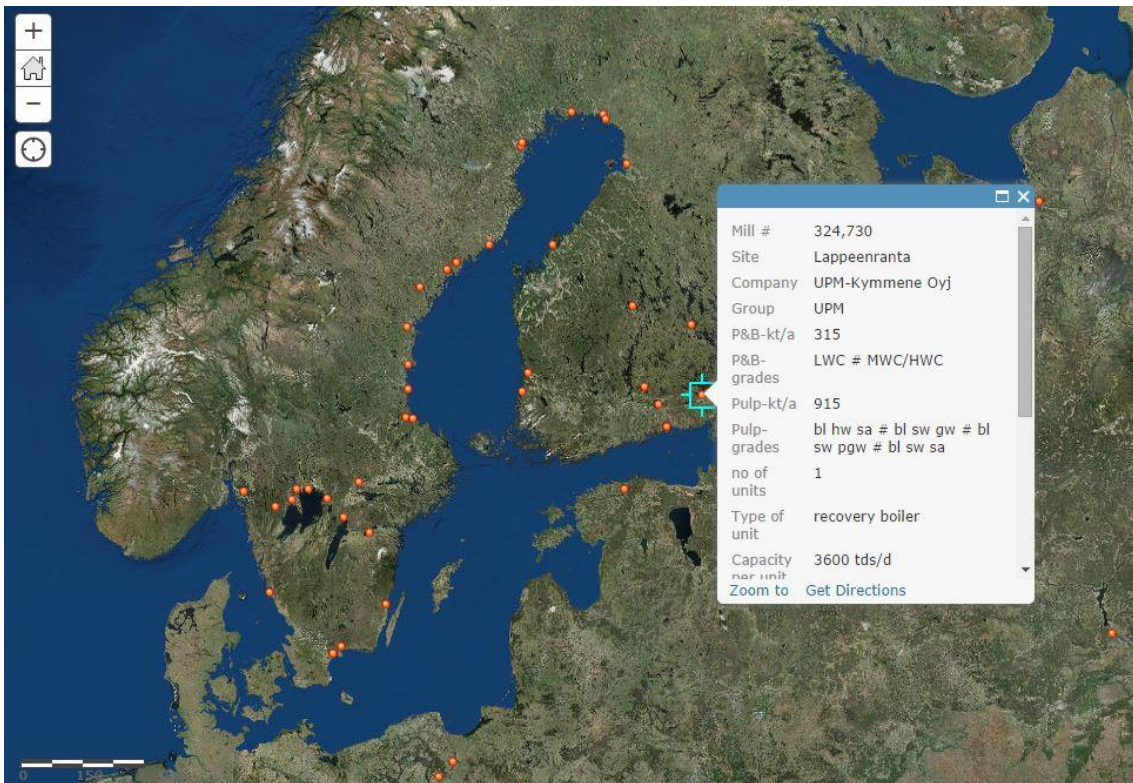 +
−
Mill # 324,730
Site Lappeenranta
Company UPM-Kymmene Oyj
Group UPM
P&B-kt/a 315
P&B- LWC # MWC/HWC
grades
Pulp-kt/a 915
Pulp- bl hw sa # bl sw gw # bl
grades sw pgw # bl sw sa
no of 1
units
Type of recovery boiler
unit
Capacity 3600 tds/d
per unit
Zoom to Get Directions
0 150